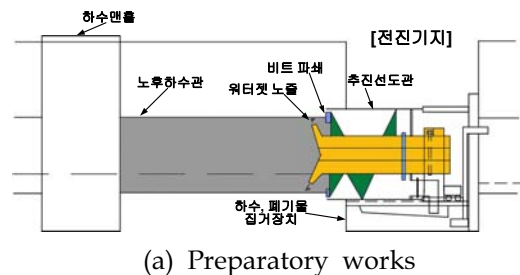 하수맨홀
[전진기지]
비트 파쇄
추진선도관
노후하수관
워터젯 노즐
하수, 폐기물
집거장치
(a) Preparatory works